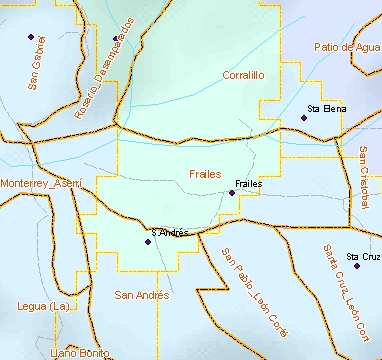 San Gabriel
Rosario_Desamparados
Corralillo
Patio de Agua
Sta Elena
San Cristobal
Monterrey_Aserrí
Frailes
Frailes
S.Andrés
San Pablo_León Corté
Santa Cruz_León Cort
Sta Cruz
San Andrés
Legua (La)
Llano Bonito